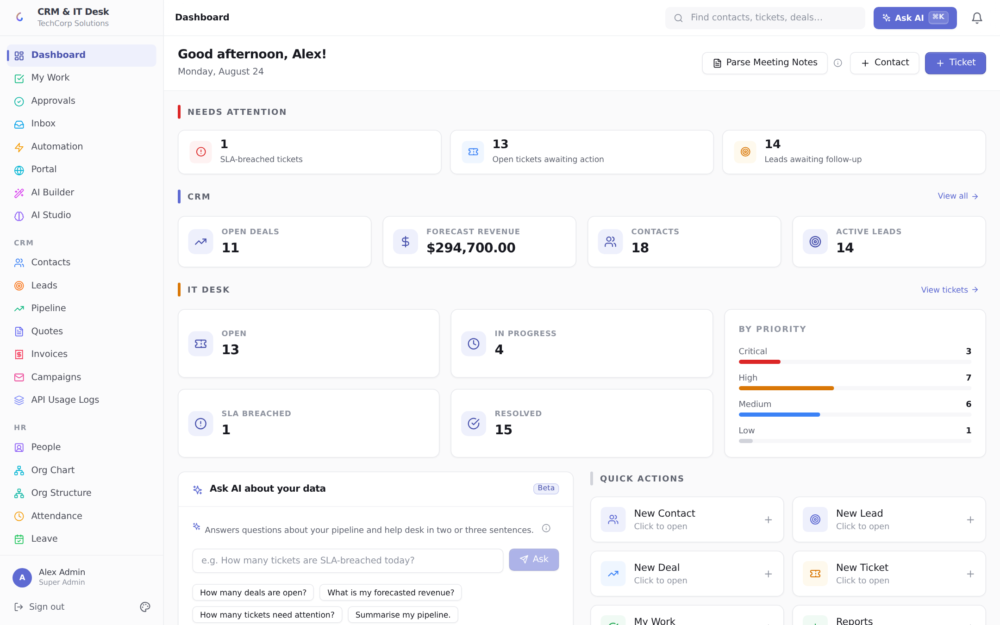 CRM & IT Desk
TechCorp Solutions
Dashboard
My Work
Approvals
Inbox
Automation
Portal
AI Builder
AI Studio
CRM
Contacts
Leads
Pipeline
Quotes
Invoices
Campaigns
API Usage Logs
HR
People
Org Chart
Org Structure
Attendance
Leave
A
Alex Admin
Super Admin
Sign out
Dashboard
Find contacts, tickets, deals...
Ask AI ⌘K
Good afternoon, Alex!
Monday, August 24
Parse Meeting Notes
Contact
Ticket
NEEDS ATTENTION
1
SLA-breached tickets
13
Open tickets awaiting action
14
Leads awaiting follow-up
CRM
View all
OPEN DEALS
11
FORECAST REVENUE
$294,700.00
CONTACTS
18
ACTIVE LEADS
14
IT DESK
View tickets
OPEN
13
IN PROGRESS
4
SLA BREACHED
1
RESOLVED
15
BY PRIORITY
Critical 3
High 7
Medium 6
Low 1
Ask AI about your data
Beta
Answers questions about your pipeline and help desk in two or three sentences.
e.g. How many tickets are SLA-breached today?
Ask
How many deals are open?
What is my forecasted revenue?
How many tickets need attention?
Summarise my pipeline.
QUICK ACTIONS
New Contact
Click to open
New Lead
Click to open
New Deal
Click to open
New Ticket
Click to open
My Work
Reports